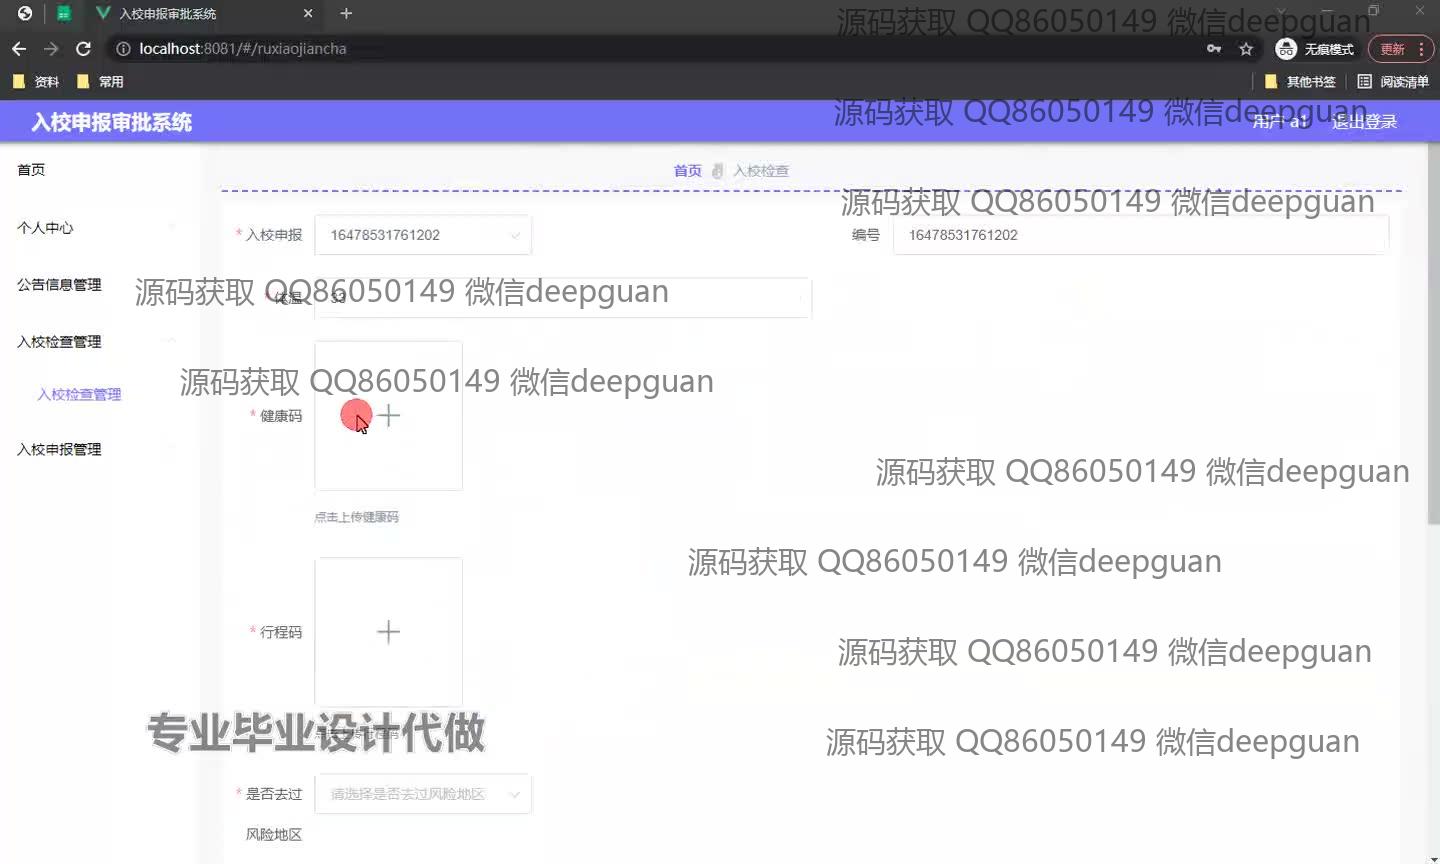 入校申报审批系统
源码获取 QQ86050149 微信deepguan
localhost:8081/#/ruxiaojiancha
无痕模式
更新
资料
常用
其他书签
阅读清单
入校申报审批系统
源码获取 QQ86050149 微信deepguan
用户 a1
退出登录
首页
首页
入校检查
源码获取 QQ86050149 微信deepguan
个人中心
* 入校申报
16478531761202
编号
16478531761202
公告信息管理
源码获取 QQ86050149 微信deepguan
* 体温
33
入校检查管理
入校检查管理
源码获取 QQ86050149 微信deepguan
* 健康码
入校申报管理
源码获取 QQ86050149 微信deepguan
点击上传健康码
源码获取 QQ86050149 微信deepguan
* 行程码
源码获取 QQ86050149 微信deepguan
专业毕业设计代做
点击上传行程码
源码获取 QQ86050149 微信deepguan
* 是否去过
风险地区
请选择是否去过风险地区